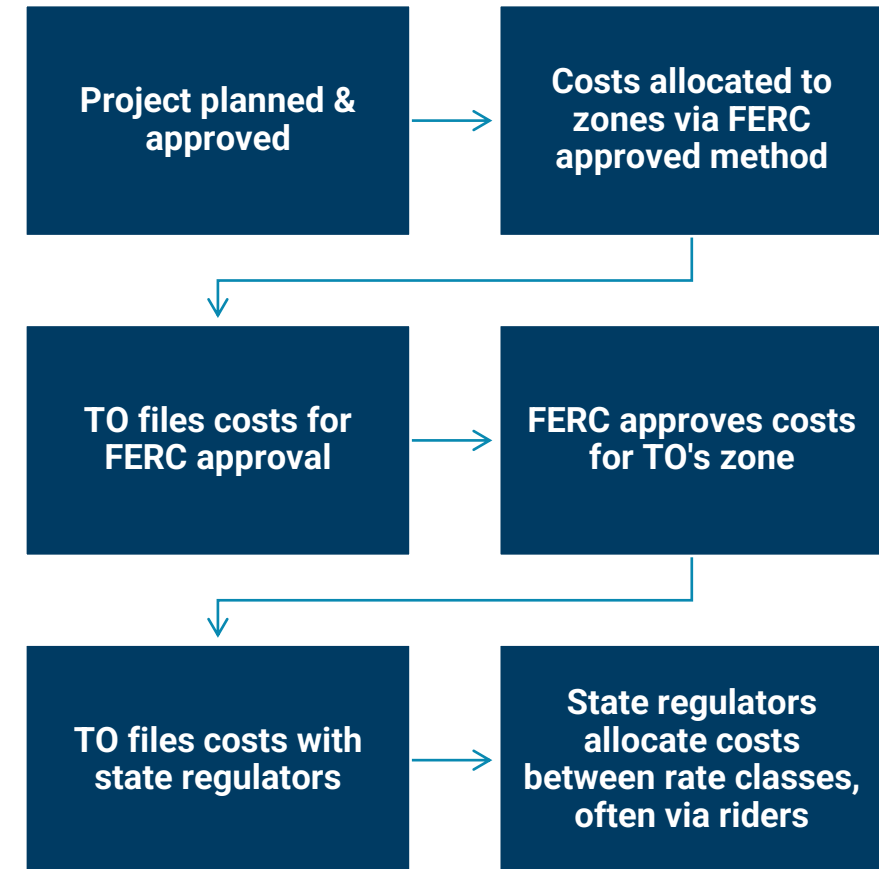 Project planned &
approved
Costs allocated to
zones via FERC
approved method
TO files costs for
FERC approval
FERC approves costs
for TO's zone
TO files costs with
state regulators
State regulators
allocate costs
between rate classes,
often via riders